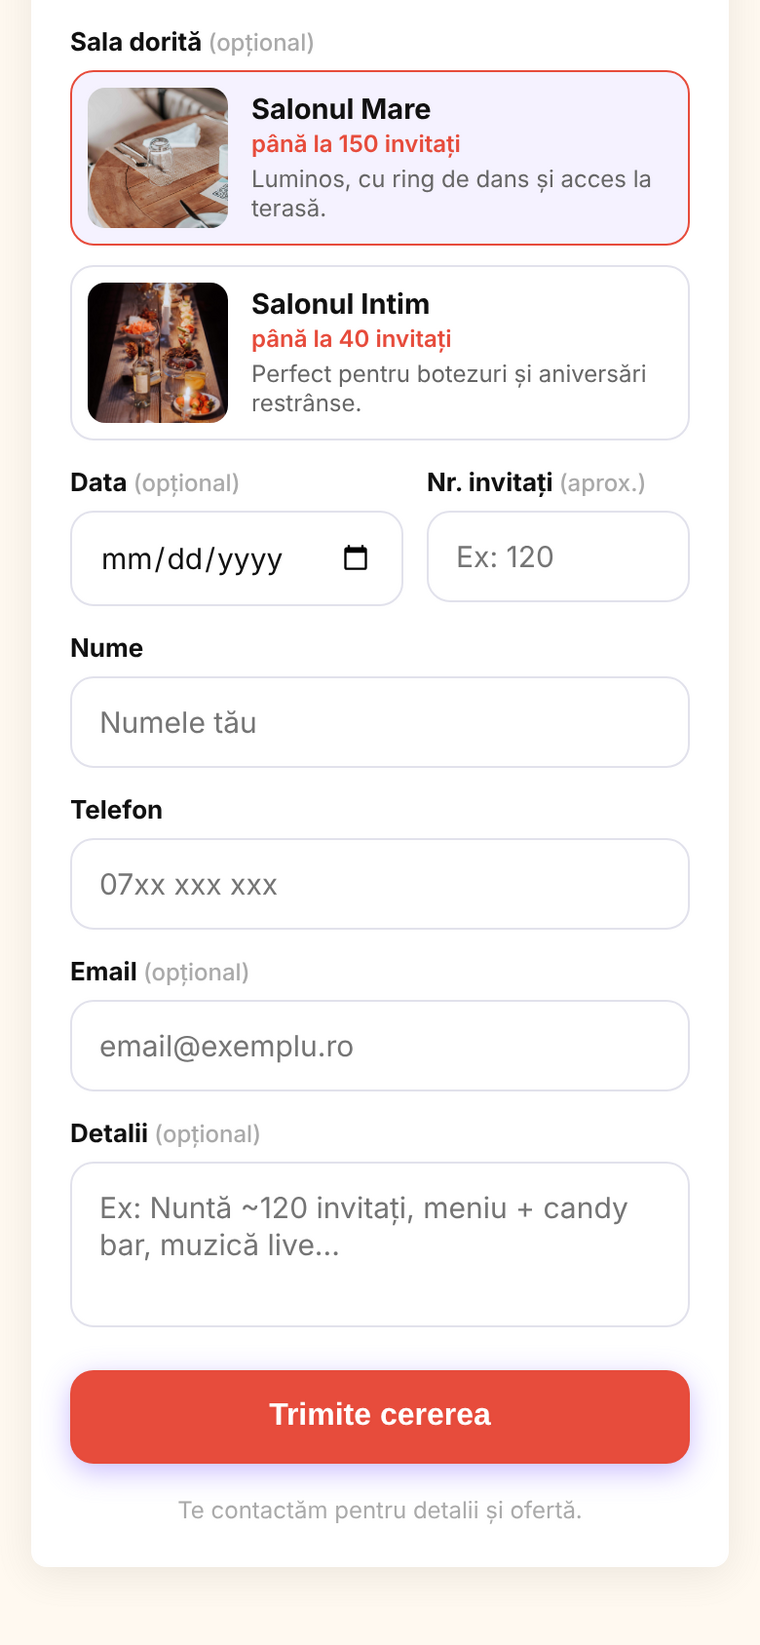 Sala dorită (opțional)
Salonul Mare
până la 150 invitați
Luminos, cu ring de dans și acces la
terasă.
Salonul Intim
până la 40 invitați
Perfect pentru botezuri și aniversări
restrânse.
Data (opțional)
Nr. invitați (aprox.)
mm/dd/yyyy
Ex: 120
Nume
Numele tău
Telefon
07xx xxx xxx
Email (opțional)
email@exemplu.ro
Detalii (opțional)
Ex: Nuntă ~120 invitați, meniu + candy
bar, muzică live...
Trimite cererea
Te contactăm pentru detalii și ofertă.